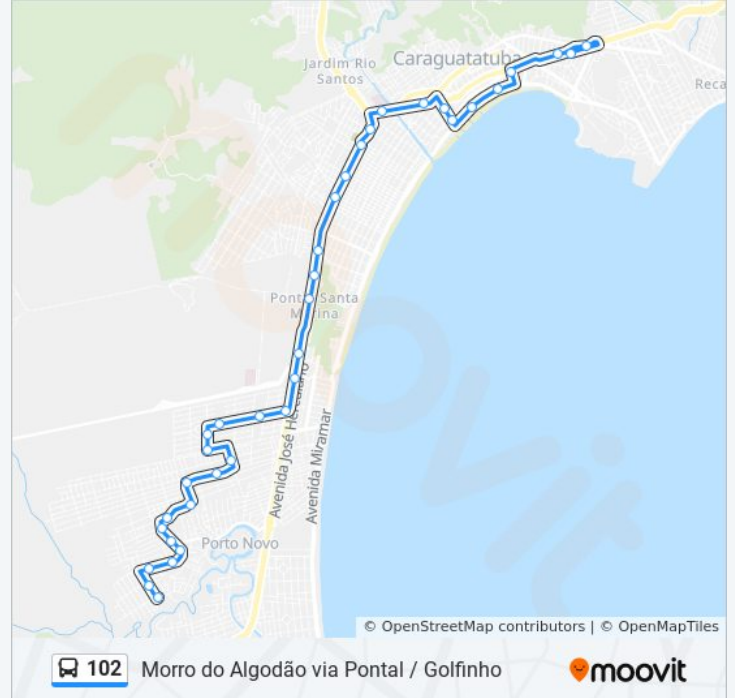 Caraguatatuba
Jardim Rio
Santos
Reca
Pontal Santa
Marina
Avenida José Herculano
Avenida Miramar
Porto Novo
© OpenStreetMap contributors | © OpenMapTiles
102 Morro do Algodão via Pontal / Golfinho
moovit